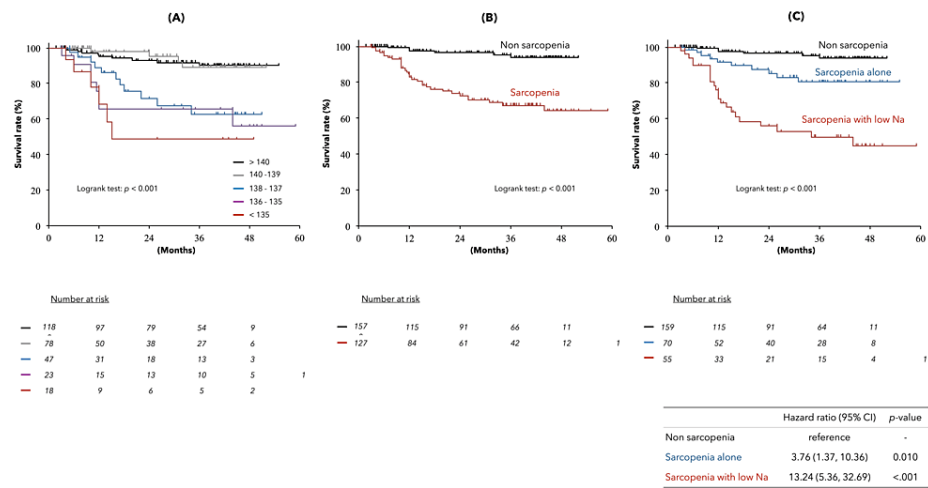 (A)
(B)
(C)
Survival rate (%)
100
80
60
40
20
0
> 140
140 -139
138 - 137
136 - 135
< 135
Logrank test: p < 0.001
0 12 24 36 48 60
(Months)
Survival rate (%)
100
80
60
40
20
0
Non sarcopenia
Sarcopenia
Logrank test: p < 0.001
0 12 24 36 48 60
(Months)
Survival rate (%)
100
80
60
40
20
0
Non sarcopenia
Sarcopenia alone
Sarcopenia with low Na
Logrank test: p < 0.001
0 12 24 36 48 60
(Months)
Number at risk
118 97 79 54 9
78 50 38 27 6
47 31 18 13 3
23 15 13 10 5 1
18 9 6 5 2
Number at risk
157 115 91 66 11
127 84 61 42 12 1
Number at risk
159 115 91 64 11
70 52 40 28 8
55 33 21 15 4 1
Hazard ratio (95% CI) p-value
Non sarcopenia reference -
Sarcopenia alone 3.76 (1.37, 10.36) 0.010
Sarcopenia with low Na 13.24 (5.36, 32.69) <.001